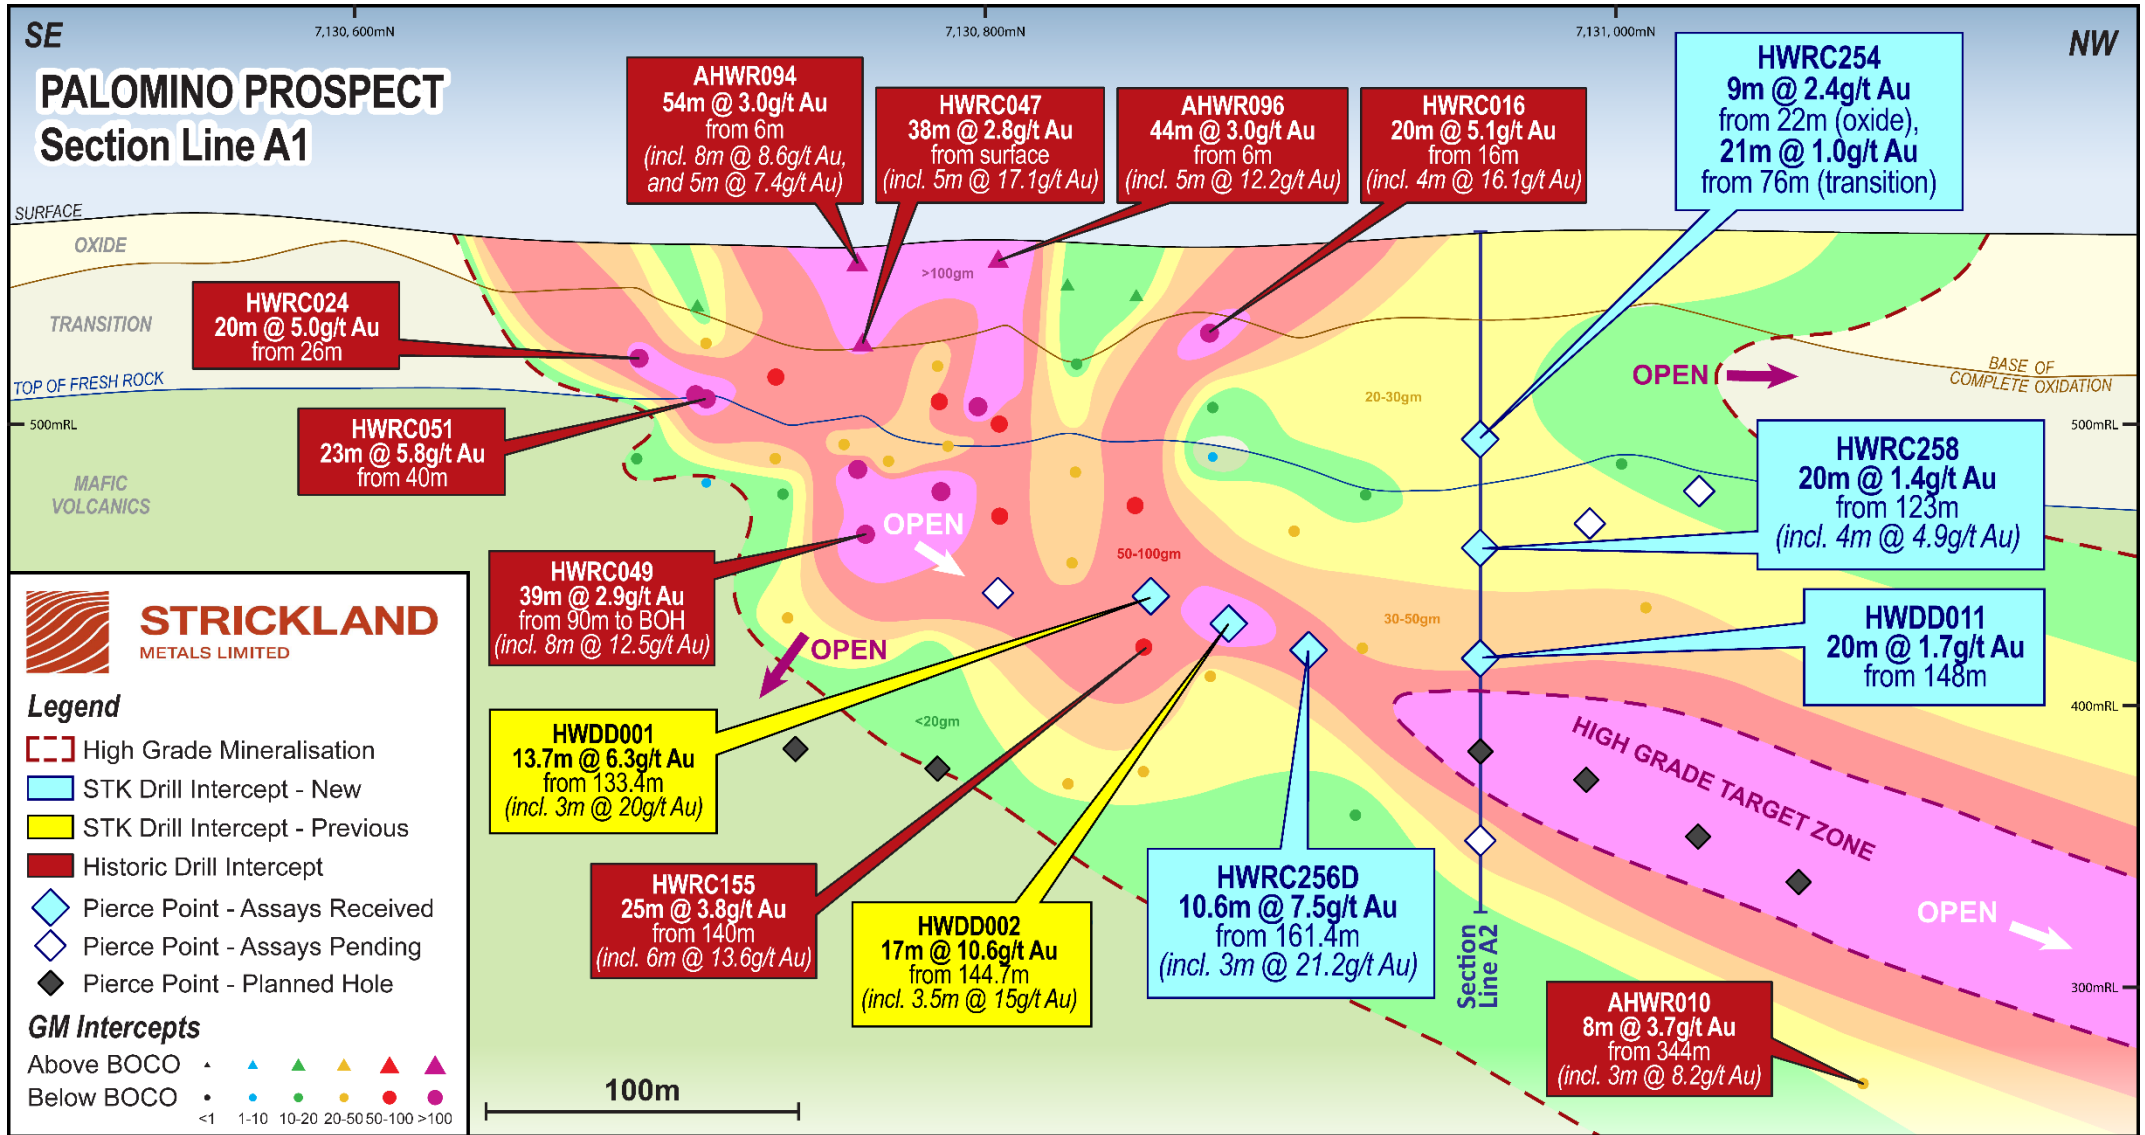 SE
7,130,600mN
7,130,800mN
7,131,000mN
NW
PALOMINO PROSPECT
Section Line A1
AHWR094
54m @ 3.0g/t Au
from 6m
(incl. 8m @ 8.6g/t Au,
and 5m @ 7.4g/t Au)
HWRC047
38m @ 2.8g/t Au
from surface
(incl. 5m @ 17.1g/t Au)
AHWR096
44m @ 3.0g/t Au
from 6m
(incl. 5m @ 12.2g/t Au)
HWRC016
20m @ 5.1g/t Au
from 16m
(incl. 4m @ 16.1g/t Au)
HWRC254
9m @ 2.4g/t Au
from 22m (oxide),
21m @ 1.0g/t Au
from 76m (transition)
SURFACE
OXIDE
TRANSITION
TOP OF FRESH ROCK
500mRL
MAFIC
VOLCANICS
HWRC024
20m @ 5.0g/t Au
from 26m
HWRC051
23m @ 5.8g/t Au
from 40m
>100gm
20-30gm
OPEN
BASE OF
COMPLETE OXIDATION
500mRL
HWRC258
20m @ 1.4g/t Au
from 123m
(incl. 4m @ 4.9g/t Au)
OPEN
50-100gm
HWRC049
39m @ 2.9g/t Au
from 90m to BOH
(incl. 8m @ 12.5g/t Au)
OPEN
30-50gm
HWDD011
20m @ 1.7g/t Au
from 148m
400mRL
<20gm
HWDD001
13.7m @ 6.3g/t Au
from 133.4m
(incl. 3m @ 20g/t Au)
HIGH GRADE TARGET ZONE
OPEN
HWRC155
25m @ 3.8g/t Au
from 140m
(incl. 6m @ 13.6g/t Au)
HWDD002
17m @ 10.6g/t Au
from 144.7m
(incl. 3.5m @ 15g/t Au)
HWRC256D
10.6m @ 7.5g/t Au
from 161.4m
(incl. 3m @ 21.2g/t Au)
Section
Line A2
300mRL
AHWR010
8m @ 3.7g/t Au
from 344m
(incl. 3m @ 8.2g/t Au)
100m
STRICKLAND
METALS LIMITED
Legend
High Grade Mineralisation
STK Drill Intercept - New
STK Drill Intercept - Previous
Historic Drill Intercept
Pierce Point - Assays Received
Pierce Point - Assays Pending
Pierce Point - Planned Hole
GM Intercepts
Above BOCO
Below BOCO
<1 1-10 10-20 20-50 50-100 >100